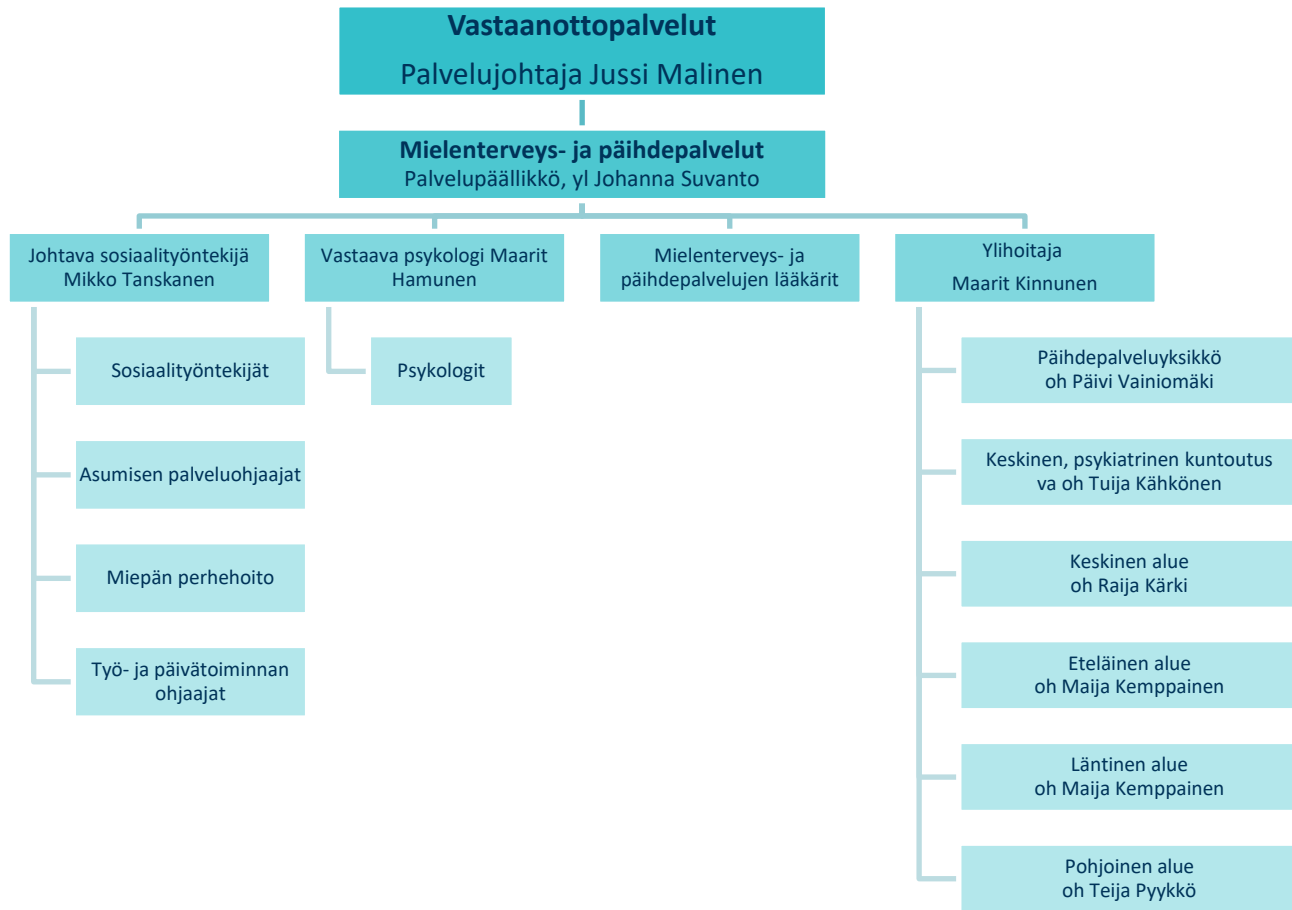 Vastaanottopalvelut
Palvelujohtaja Jussi Malinen
Mielenterveys- ja päihdepalvelut
Palvelupäällikkö, yl Johanna Suvanto
Johtava sosiaalityöntekijä
Mikko Tanskanen
Sosiaalityöntekijät
Asumisen palveluohjaajat
Miepän perhehoito
Työ- ja päivätoiminnan
ohjaajat
Vastaava psykologi Maarit
Hamunen
Psykologit
Mielenterveys- ja
päihdepalvelujen lääkärit
Ylihoitaja
Maarit Kinnunen
Päihdepalveluyksikkö
oh Päivi Vainiomäki
Keskinen, psykiatrinen kuntoutus
va oh Tuija Kähkönen
Keskinen alue
oh Raija Kärki
Eteläinen alue
oh Maija Kemppainen
Läntinen alue
oh Maija Kemppainen
Pohjoinen alue
oh Teija Pyykkö